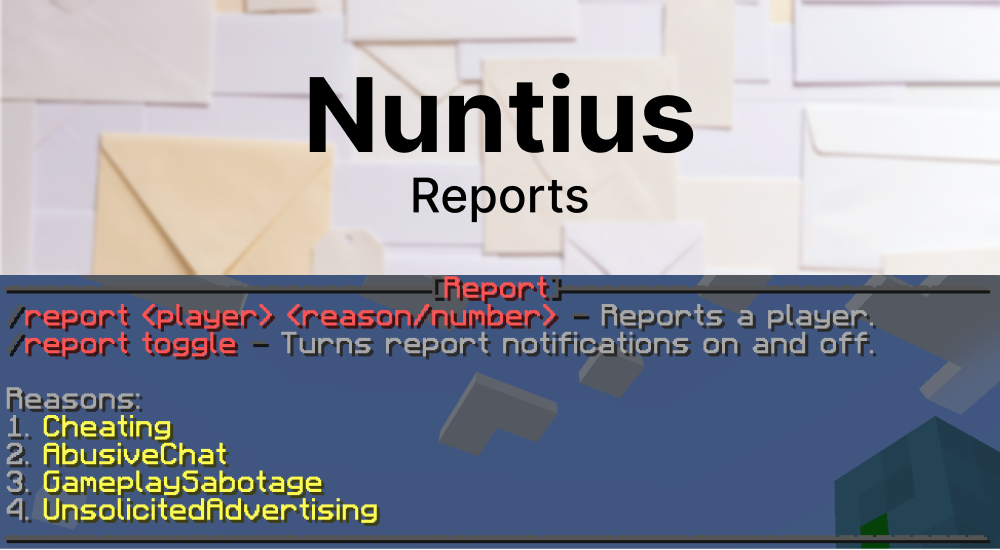 Nuntius
Reports
[Report]
/report <player> <reason/number> – Reports a player.
/report toggle – Turns report notifications on and off.
Reasons:
1. Cheating
2. AbusiveChat
3. GameplaySabotage
4. UnsolicitedAdvertising